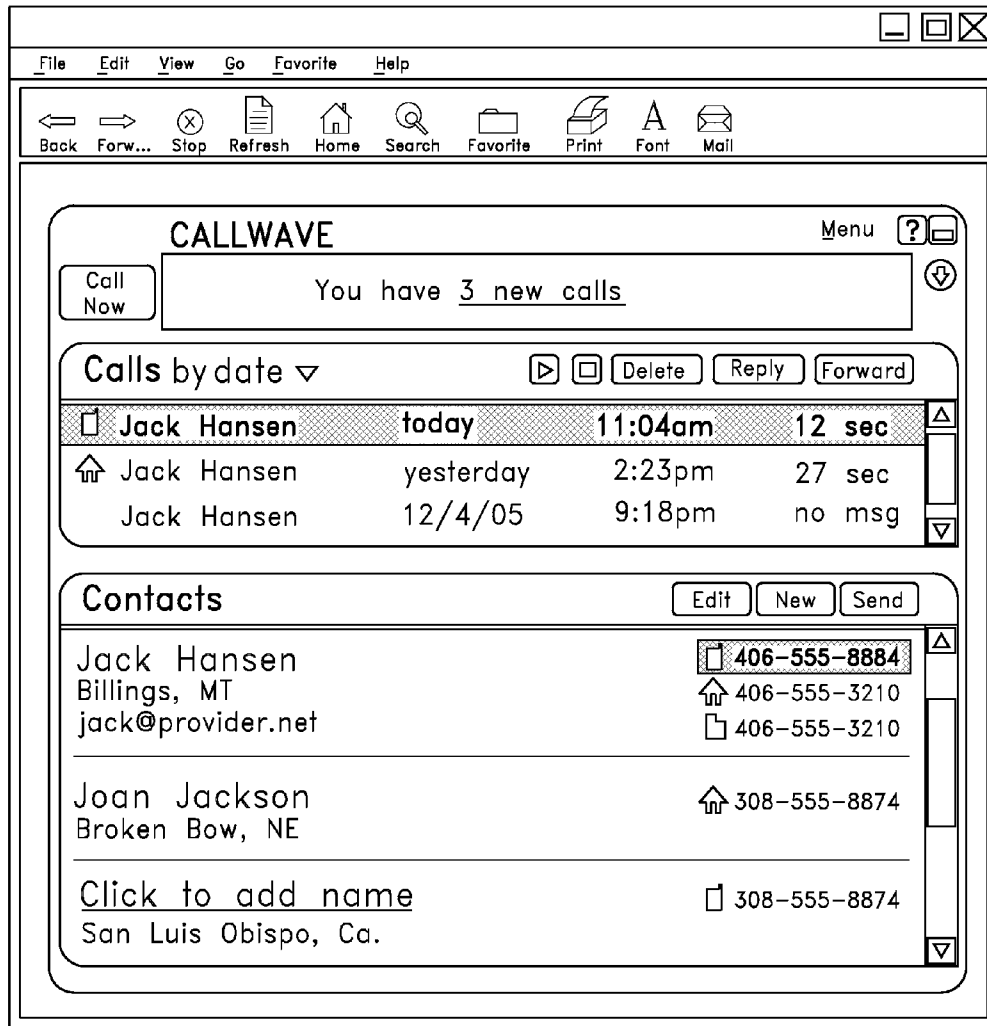 File Edit View Go Favorite Help
Back Forw... Stop Refresh Home Search Favorite Print Font Mail
CALLWAVE Menu ?
Call Now
You have 3 new calls
Calls by date Delete Reply Forward
Jack Hansen today 11:04am 12 sec
Jack Hansen yesterday 2:23pm 27 sec
Jack Hansen 12/4/05 9:18pm no msg
Contacts Edit New Send
Jack Hansen 406-555-8884
Billings, MT 406-555-3210
jack@provider.net 406-555-3210
Joan Jackson 308-555-8874
Broken Bow, NE
Click to add name 308-555-8874
San Luis Obispo, Ca.